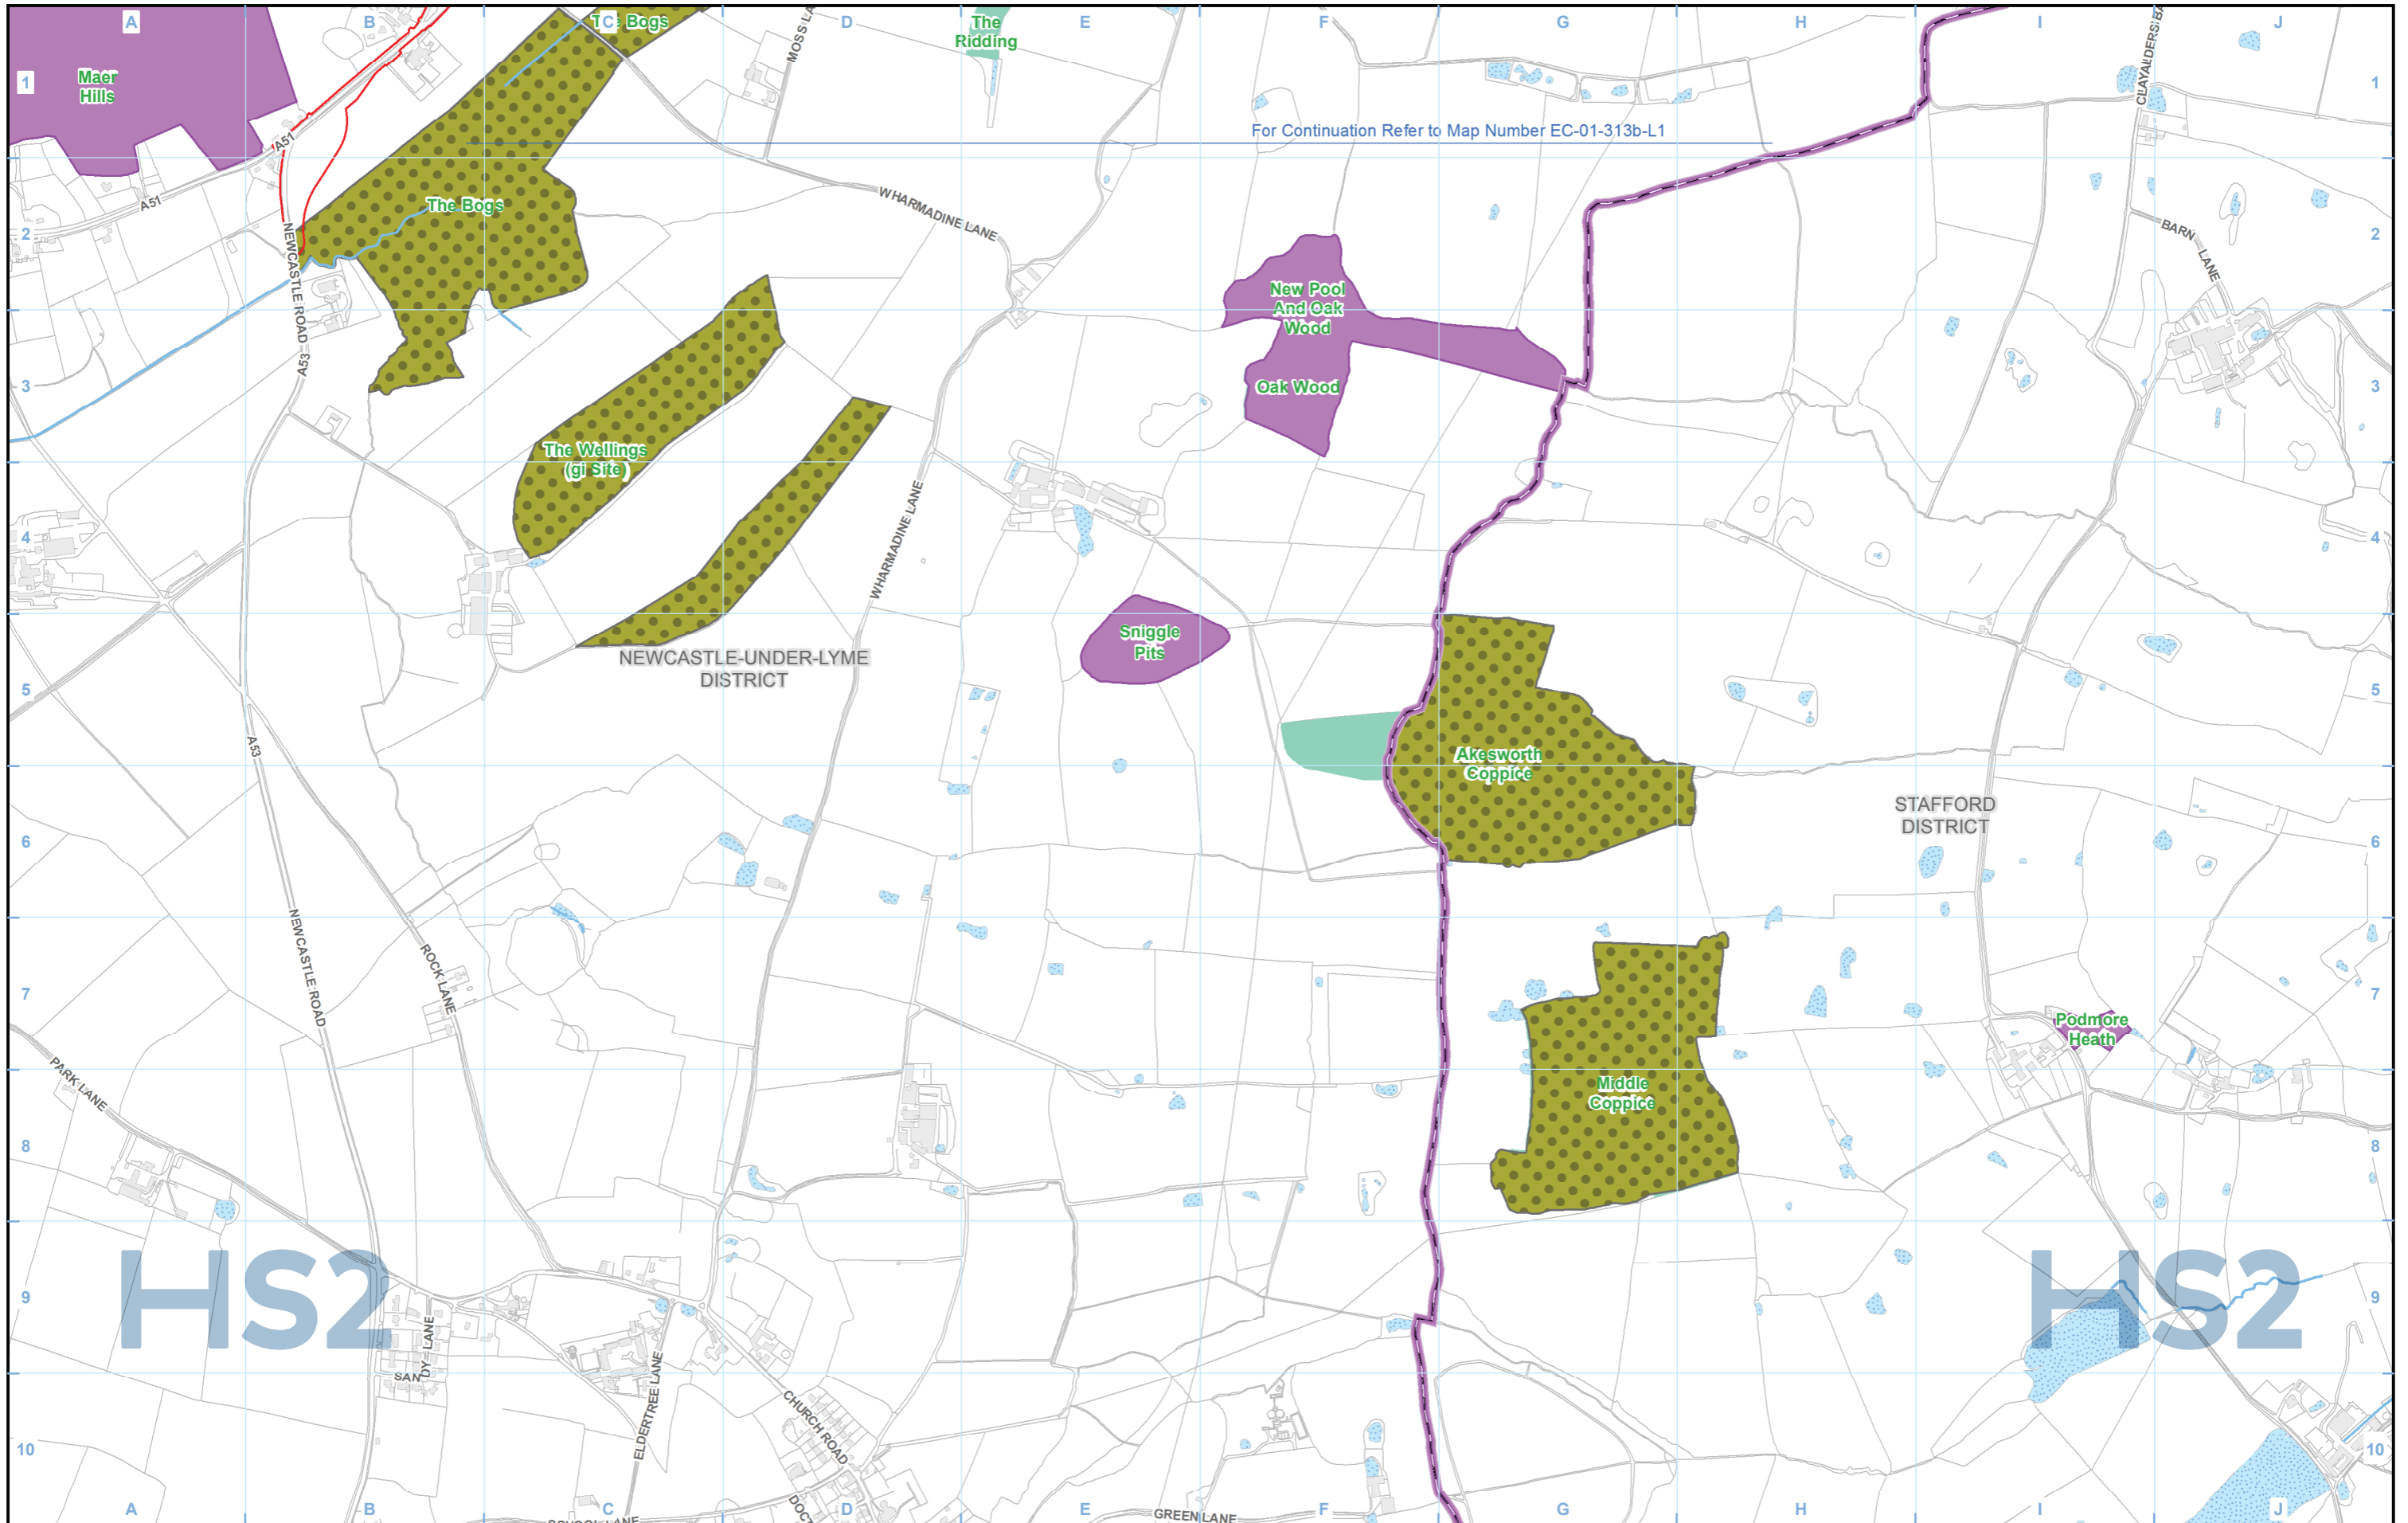 A
B
C
D
E
F
G
H
I
J
The Bogs
The
Ridding
MOSS LA
CLAYALDERS BA
Maer
Hills
1
1
For Continuation Refer to Map Number EC-01-313b-L1
A51
A51
The Bogs
WHARMADINE LANE
2
2
BARN LANE
NEWCASTLE ROAD
New Pool
And Oak
Wood
A53
3
3
Oak Wood
The Wellings
(gi Site)
WHARMADINE LANE
4
4
Sniggle
Pits
NEWCASTLE-UNDER-LYME
DISTRICT
5
5
A53
Akesworth
Coppice
STAFFORD
DISTRICT
6
6
NEWCASTLE ROAD
ROCK LANE
7
7
Podmore
Heath
PARK LANE
Middle
Coppice
8
8
HS2
HS2
9
9
SANDY LANE
ELDERTREE LANE
CHURCH ROAD
10
10
DOCT
SCHOOL LANE
GREEN LANE
A
B
C
D
E
F
G
H
I
J